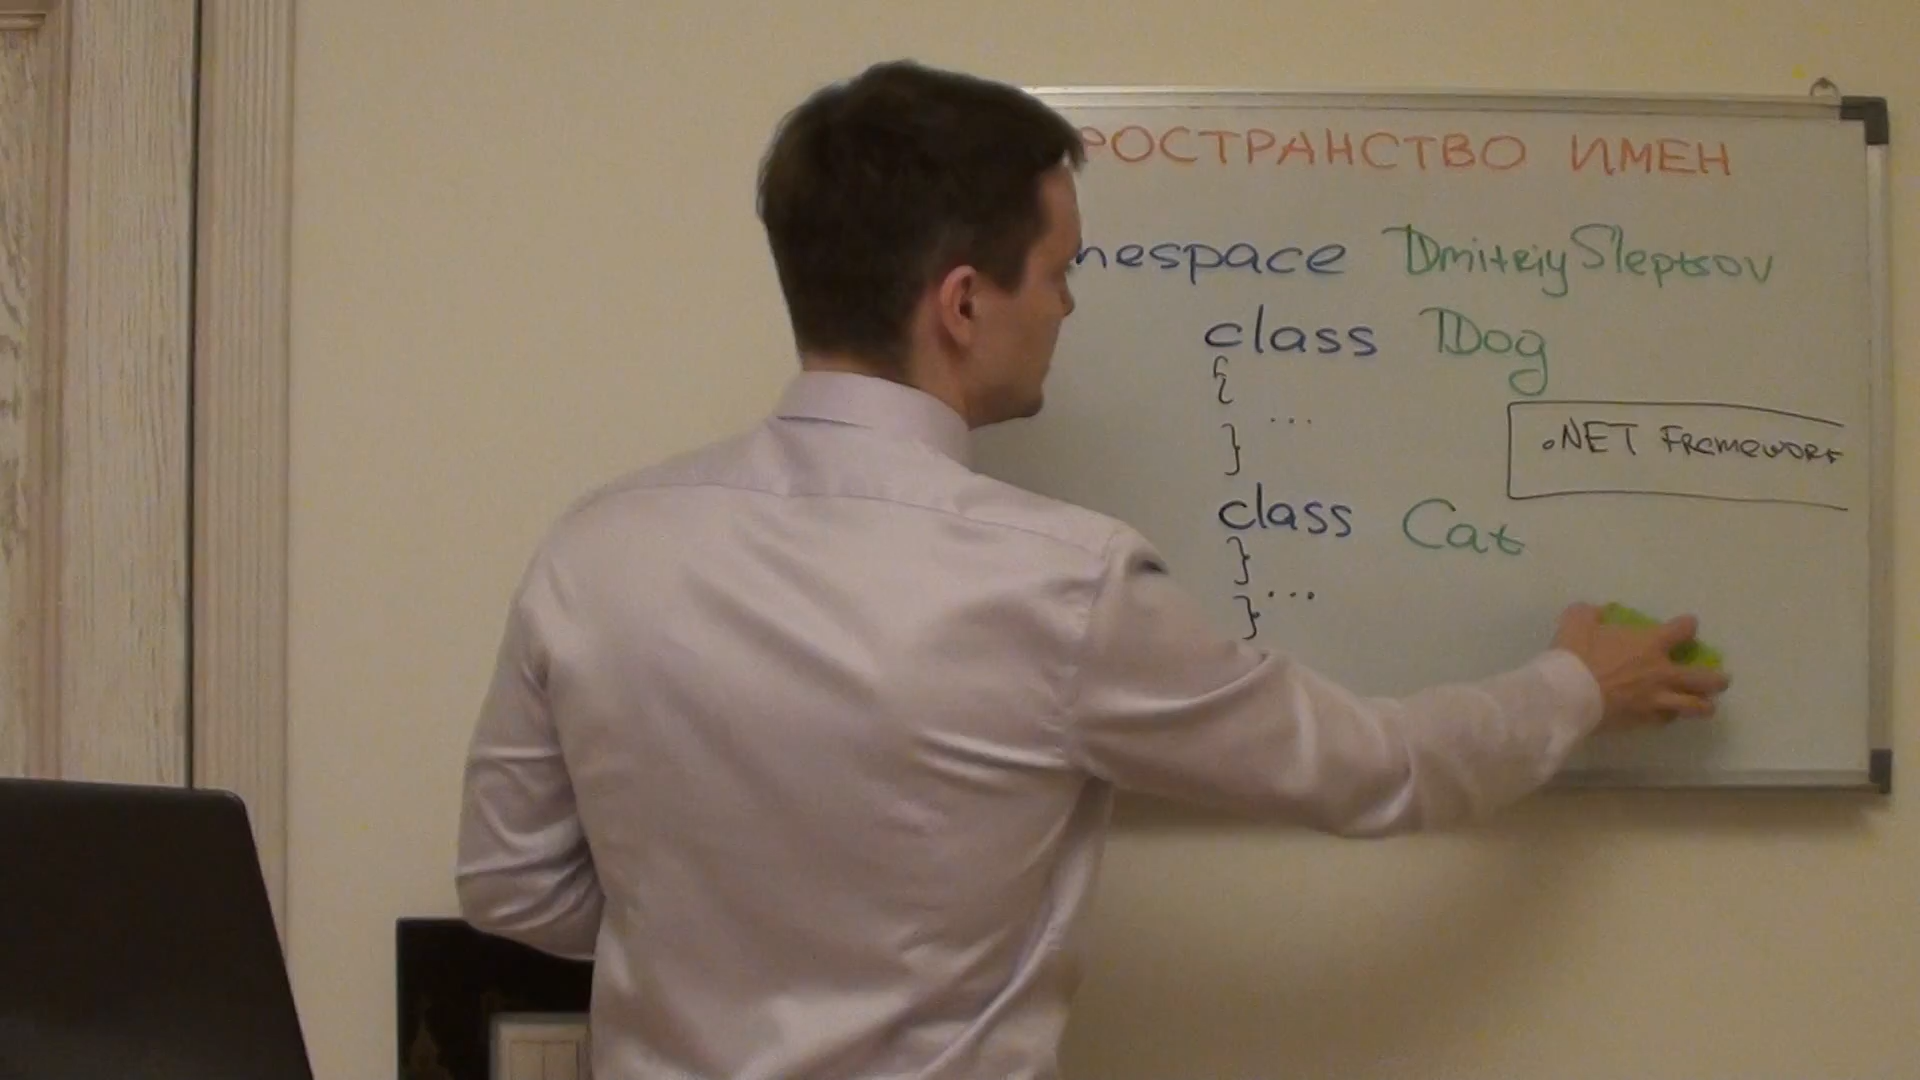 РОСТРАНСТВО ИМЕН
nespace DmitriySleptsov
class Dog
{
...
}
.NET Framework
class Cat
}
...
}